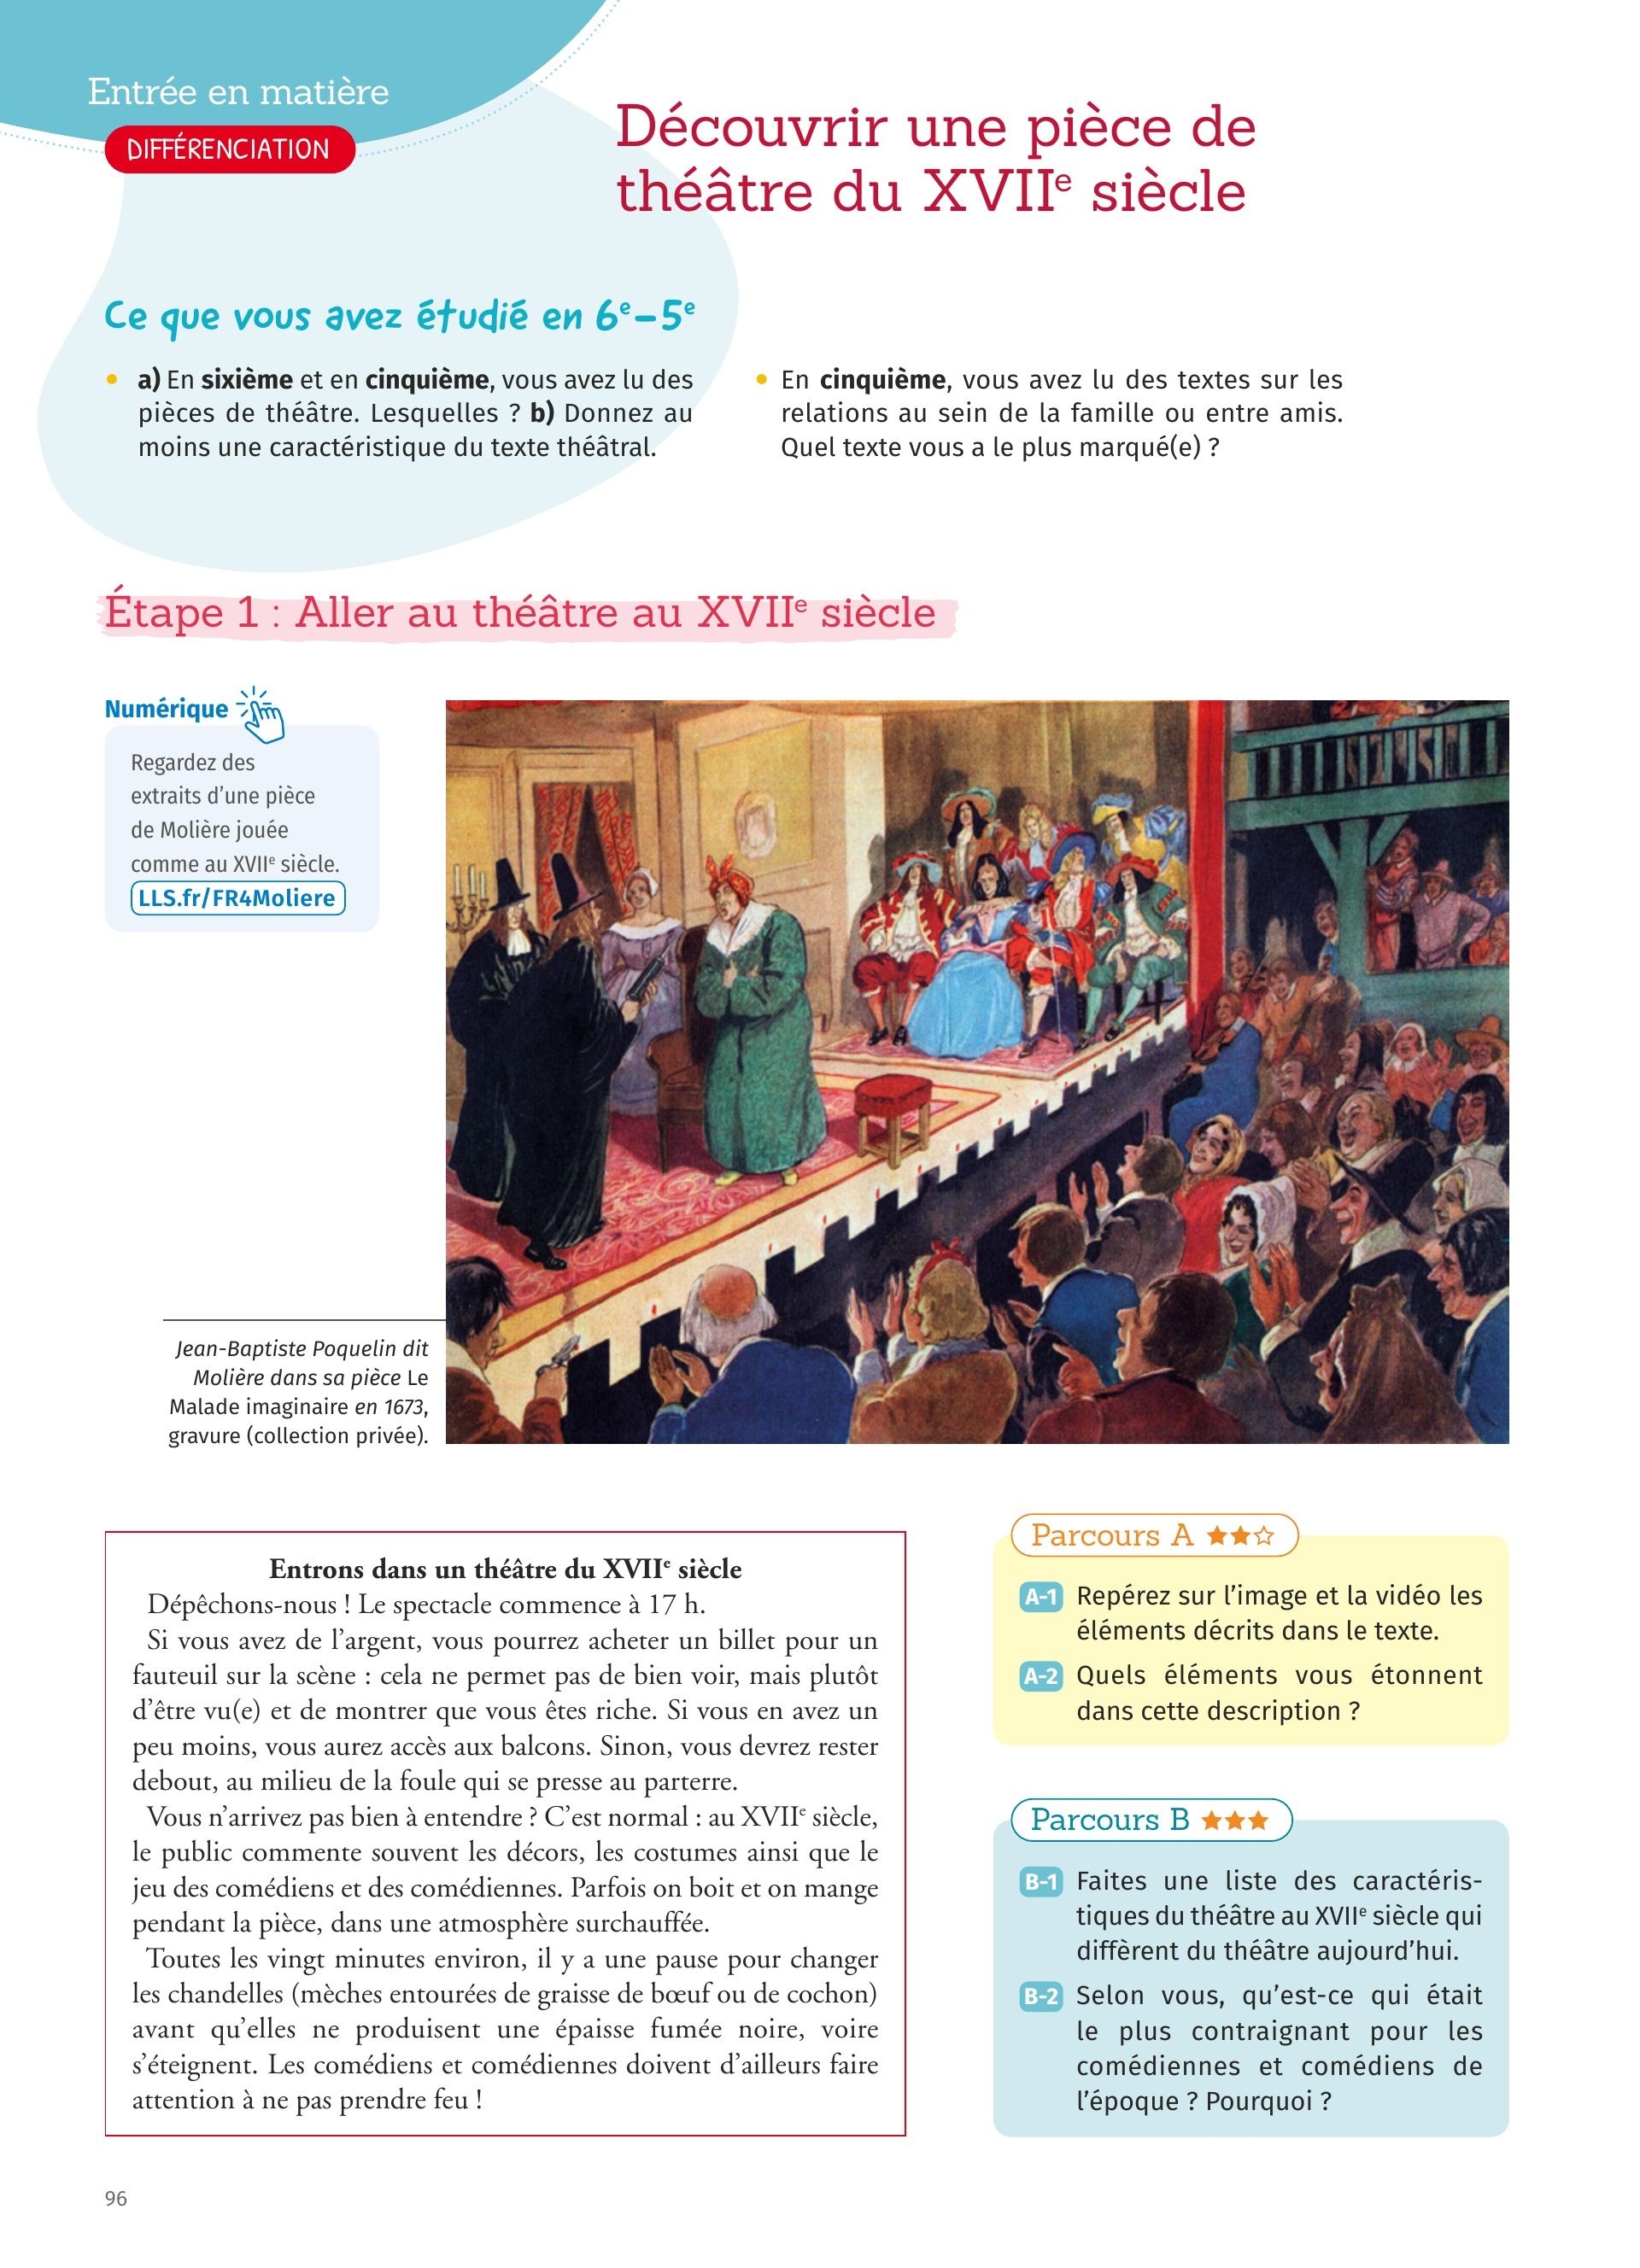 Entrée en matière
DIFFÉRENCIATION
Découvrir une pièce de
théâtre du XVIIe siècle
Ce que vous avez étudié en 6e–5e
• a) En sixième et en cinquième, vous avez lu des
pièces de théâtre. Lesquelles ? b) Donnez au
moins une caractéristique du texte théâtral.
• En cinquième, vous avez lu des textes sur les
relations au sein de la famille ou entre amis.
Quel texte vous a le plus marqué(e) ?
Étape 1 : Aller au théâtre au XVIIe siècle
Numérique
Regardez des
extraits d’une pièce
de Molière jouée
comme au XVIIe siècle.
LLS.fr/FR4Moliere
Jean-Baptiste Poquelin dit
Molière dans sa pièce Le
Malade imaginaire en 1673,
gravure (collection privée).
Entrons dans un théâtre du XVIIe siècle
Dépêchons-nous ! Le spectacle commence à 17 h.
Si vous avez de l’argent, vous pourrez acheter un billet pour un
fauteuil sur la scène : cela ne permet pas de bien voir, mais plutôt
d’être vu(e) et de montrer que vous êtes riche. Si vous en avez un
peu moins, vous aurez accès aux balcons. Sinon, vous devrez rester
debout, au milieu de la foule qui se presse au parterre.
Vous n’arrivez pas bien à entendre ? C’est normal : au XVIIe siècle,
le public commente souvent les décors, les costumes ainsi que le
jeu des comédiens et des comédiennes. Parfois on boit et on mange
pendant la pièce, dans une atmosphère surchauffée.
Toutes les vingt minutes environ, il y a une pause pour changer
les chandelles (mèches entourées de graisse de bœuf ou de cochon)
avant qu’elles ne produisent une épaisse fumée noire, voire
s’éteignent. Les comédiens et comédiennes doivent d’ailleurs faire
attention à ne pas prendre feu !
Parcours A ★★☆
A-1 Repérez sur l’image et la vidéo les
éléments décrits dans le texte.
A-2 Quels éléments vous étonnent
dans cette description ?
Parcours B ★★★
B-1 Faites une liste des caractéris-
tiques du théâtre au XVIIe siècle qui
diffèrent du théâtre aujourd’hui.
B-2 Selon vous, qu’est-ce qui était
le plus contraignant pour les
comédiennes et comédiens de
l’époque ? Pourquoi ?
96